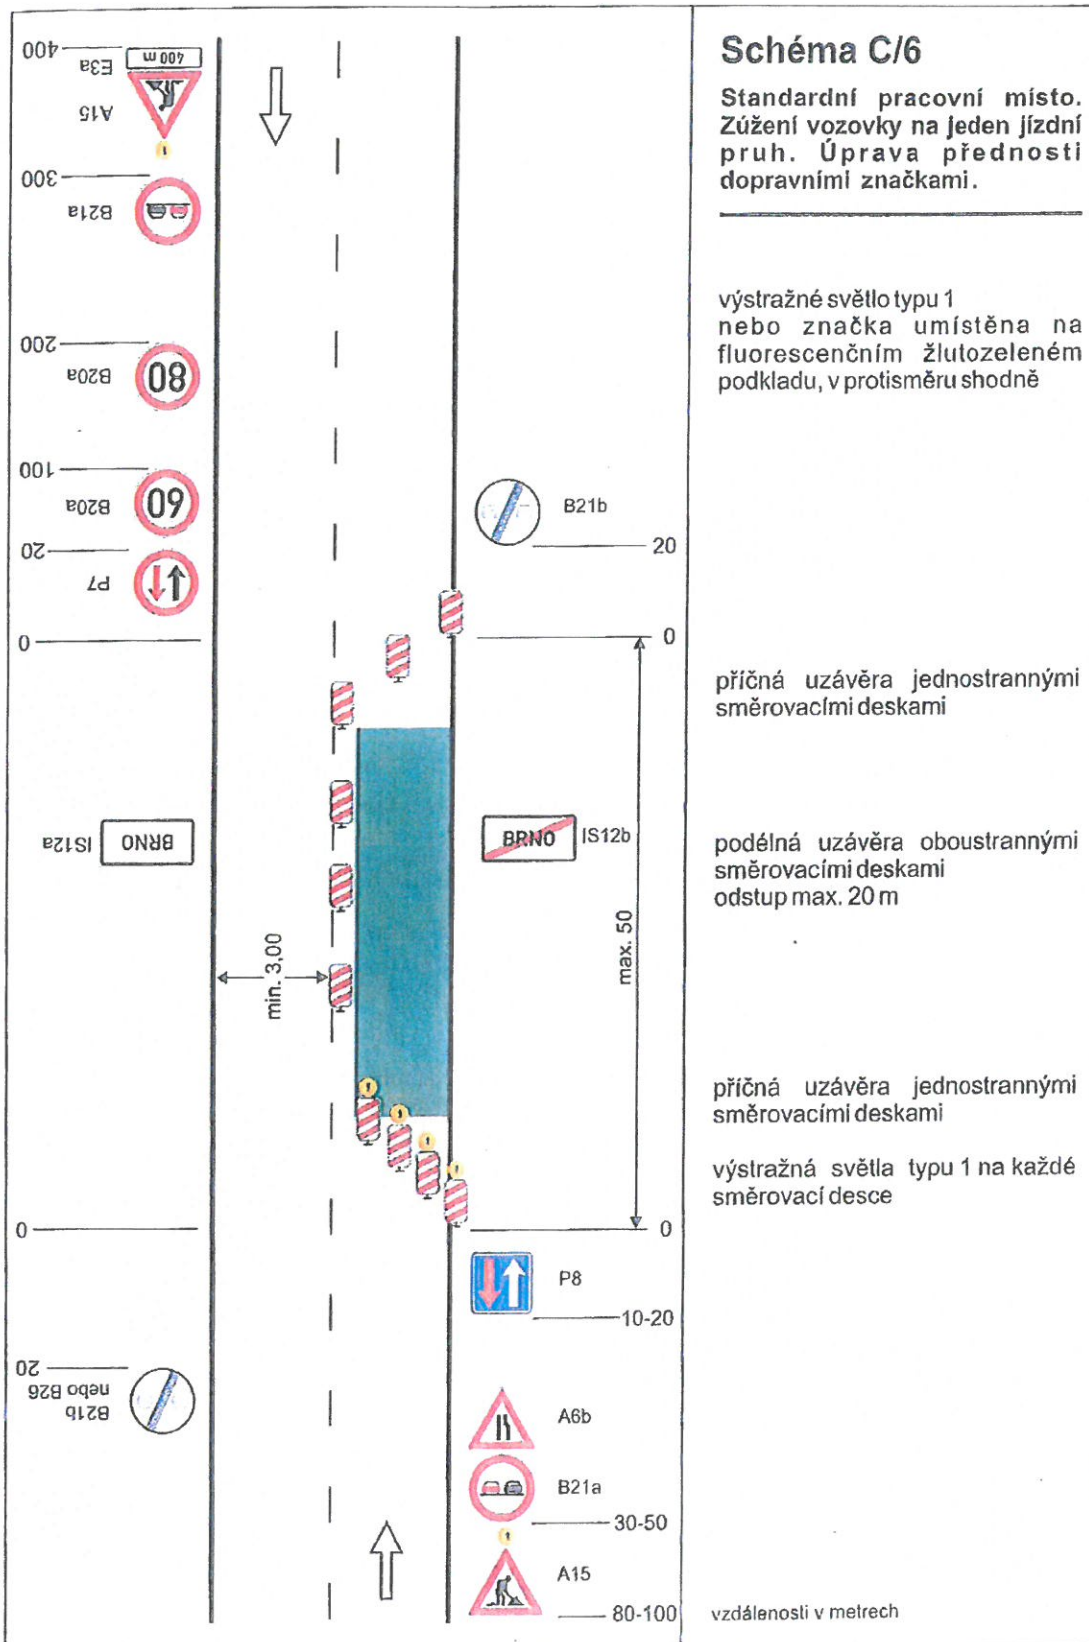 Schéma C/6
Standardní pracovní místo.
Zúžení vozovky na jeden jízdní
pruh. Úprava přednosti
dopravními značkami.
výstražné světlo typu 1
nebo značka umístěna na
fluorescenčním žlutozeleném
podkladu, v protisměru shodně
příčná uzávěra jednostrannými
směrovacími deskami
podélná uzávěra oboustrannými
směrovacími deskami
odstup max. 20 m
příčná uzávěra jednostrannými
směrovacími deskami
výstražná světla typu 1 na každé
směrovací desce
vzdálenosti v metrech
400
E3a
400 m
A15
300
B21a
200
B20a
80
100
B20a
60
20
P7
0
IS12a
BRNO
min. 3,00
0
20
B21b
nebo B26
B21b
20
0
BRNO
IS12b
max. 50
0
P8
10-20
A6b
B21a
30-50
A15
80-100